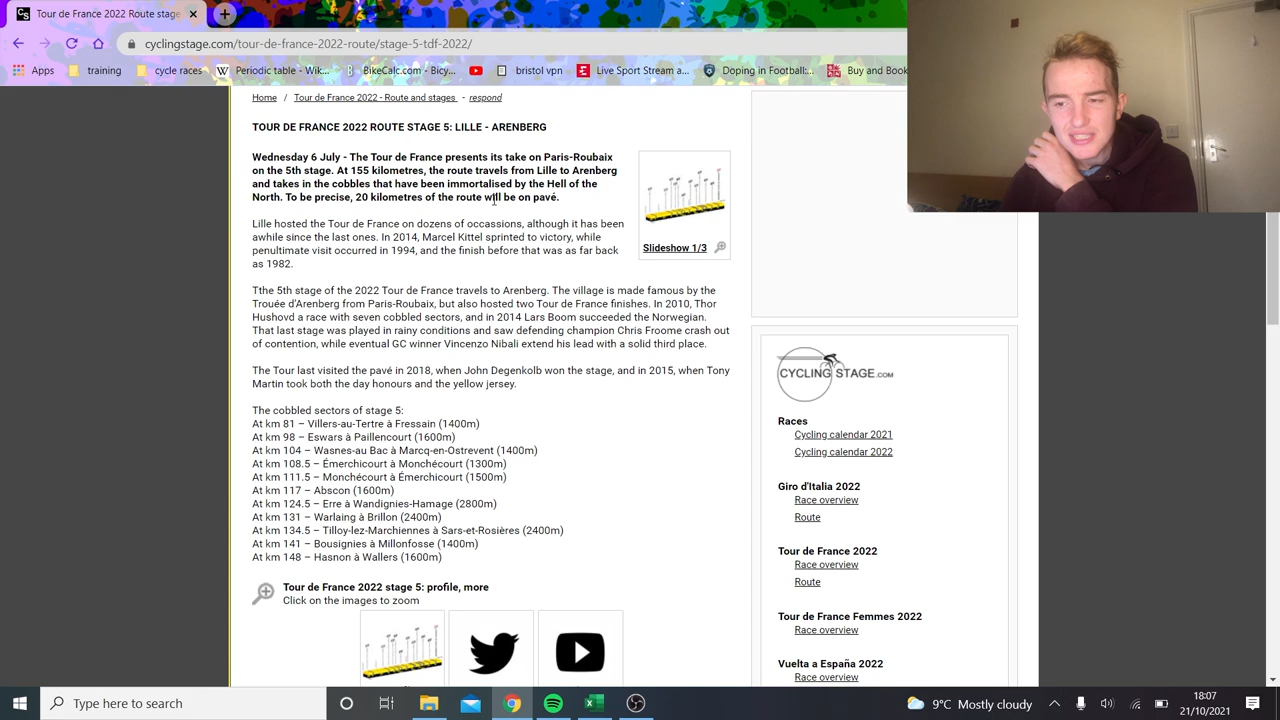 Tour de France 2022 Route stage
cyclingstage.com/tour-de-france-2022-route/stage-5-tdf-2022/
Apps training cycle races Periodic table - Wik... BikeCalc.com - Bicy... bristol vpn Live Sport Stream a... Doping in Football:... Buy and Book
Home / Tour de France 2022 - Route and stages - respond
TOUR DE FRANCE 2022 ROUTE STAGE 5: LILLE - ARENBERG
Wednesday 6 July - The Tour de France presents its take on Paris-Roubaix
on the 5th stage. At 155 kilometres, the route travels from Lille to Arenberg
and takes in the cobbles that have been immortalised by the Hell of the
North. To be precise, 20 kilometres of the route will be on pavé.
Slideshow 1/3
Lille hosted the Tour de France on dozens of occassions, although it has been
awhile since the last ones. In 2014, Marcel Kittel sprinted to victory, while
penultimate visit occurred in 1994, and the finish before that was as far back
as 1982.
Tthe 5th stage of the 2022 Tour de France travels to Arenberg. The village is made famous by the
Trouée d'Arenberg from Paris-Roubaix, but also hosted two Tour de France finishes. In 2010, Thor
Hushovd a race with seven cobbled sectors, and in 2014 Lars Boom succeeded the Norwegian.
That last stage was played in rainy conditions and saw defending champion Chris Froome crash out
of contention, while eventual GC winner Vincenzo Nibali extend his lead with a solid third place.
The Tour last visited the pavé in 2018, when John Degenkolb won the stage, and in 2015, when Tony
Martin took both the day honours and the yellow jersey.
The cobbled sectors of stage 5:
At km 81 – Villers-au-Tertre à Fressain (1400m)
At km 98 – Eswars à Paillencourt (1600m)
At km 104 – Wasnes-au Bac à Marcq-en-Ostrevent (1400m)
At km 108.5 – Émerchicourt à Monchécourt (1300m)
At km 111.5 – Monchécourt à Émerchicourt (1500m)
At km 117 – Abscon (1600m)
At km 124.5 – Erre à Wandignies-Hamage (2800m)
At km 131 – Warlaing à Brillon (2400m)
At km 134.5 – Tilloy-lez-Marchiennes à Sars-et-Rosières (2400m)
At km 141 – Bousignies à Millonfosse (1400m)
At km 148 – Hasnon à Wallers (1600m)
Tour de France 2022 stage 5: profile, more
Click on the images to zoom
CYCLING STAGE.COM
Races
Cycling calendar 2021
Cycling calendar 2022
Giro d'Italia 2022
Race overview
Route
Tour de France 2022
Race overview
Route
Tour de France Femmes 2022
Race overview
Vuelta a España 2022
Race overview
Type here to search
9°C Mostly cloudy
18:07
21/10/2021